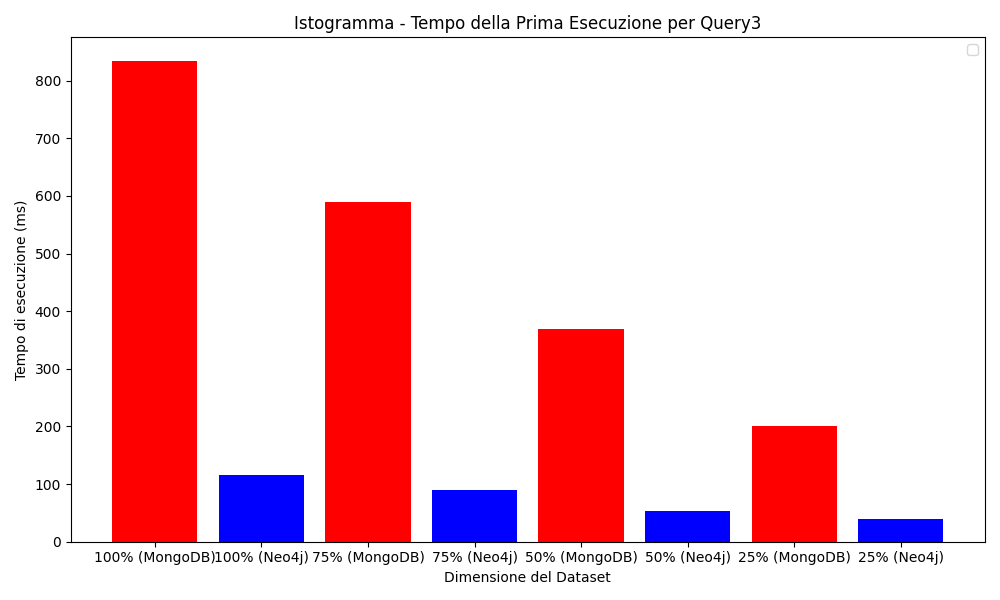 Istogramma - Tempo della Prima Esecuzione per Query3
Tempo di esecuzione (ms)
800
700
600
500
400
300
200
100
0
100% (MongoDB)
100% (Neo4j)
75% (MongoDB)
75% (Neo4j)
50% (MongoDB)
50% (Neo4j)
25% (MongoDB)
25% (Neo4j)
Dimensione del Dataset